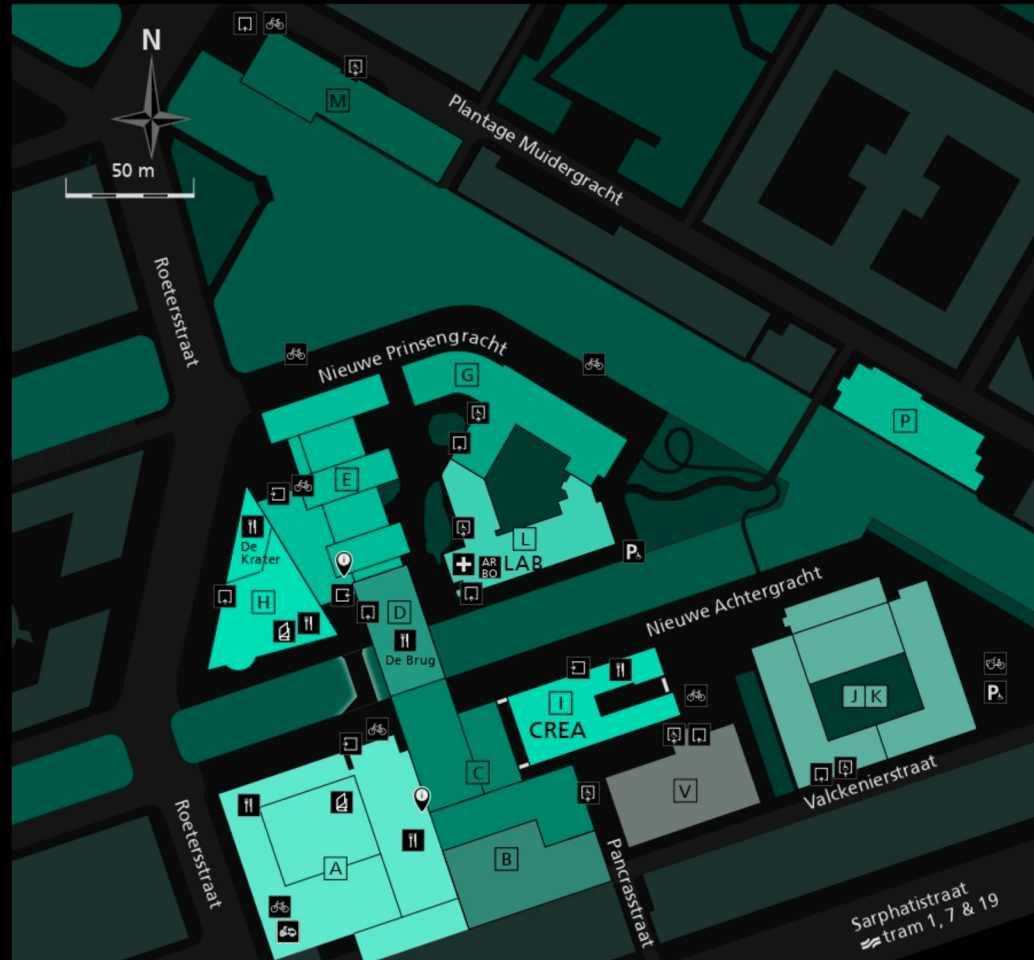 N
50 m
M
Plantage Muidergracht
Roetersstraat
Nieuwe Prinsengracht
G
P
E
De
Krater
i
L
LAB
AR
BO
P
H
D
De Brug
Nieuwe Achtergracht
I
CREA
J K
P
C
i
V
Valckenierstraat
A
B
Roetersstraat
Pancrasstraat
Sarphatistraat
tram 1, 7 & 19